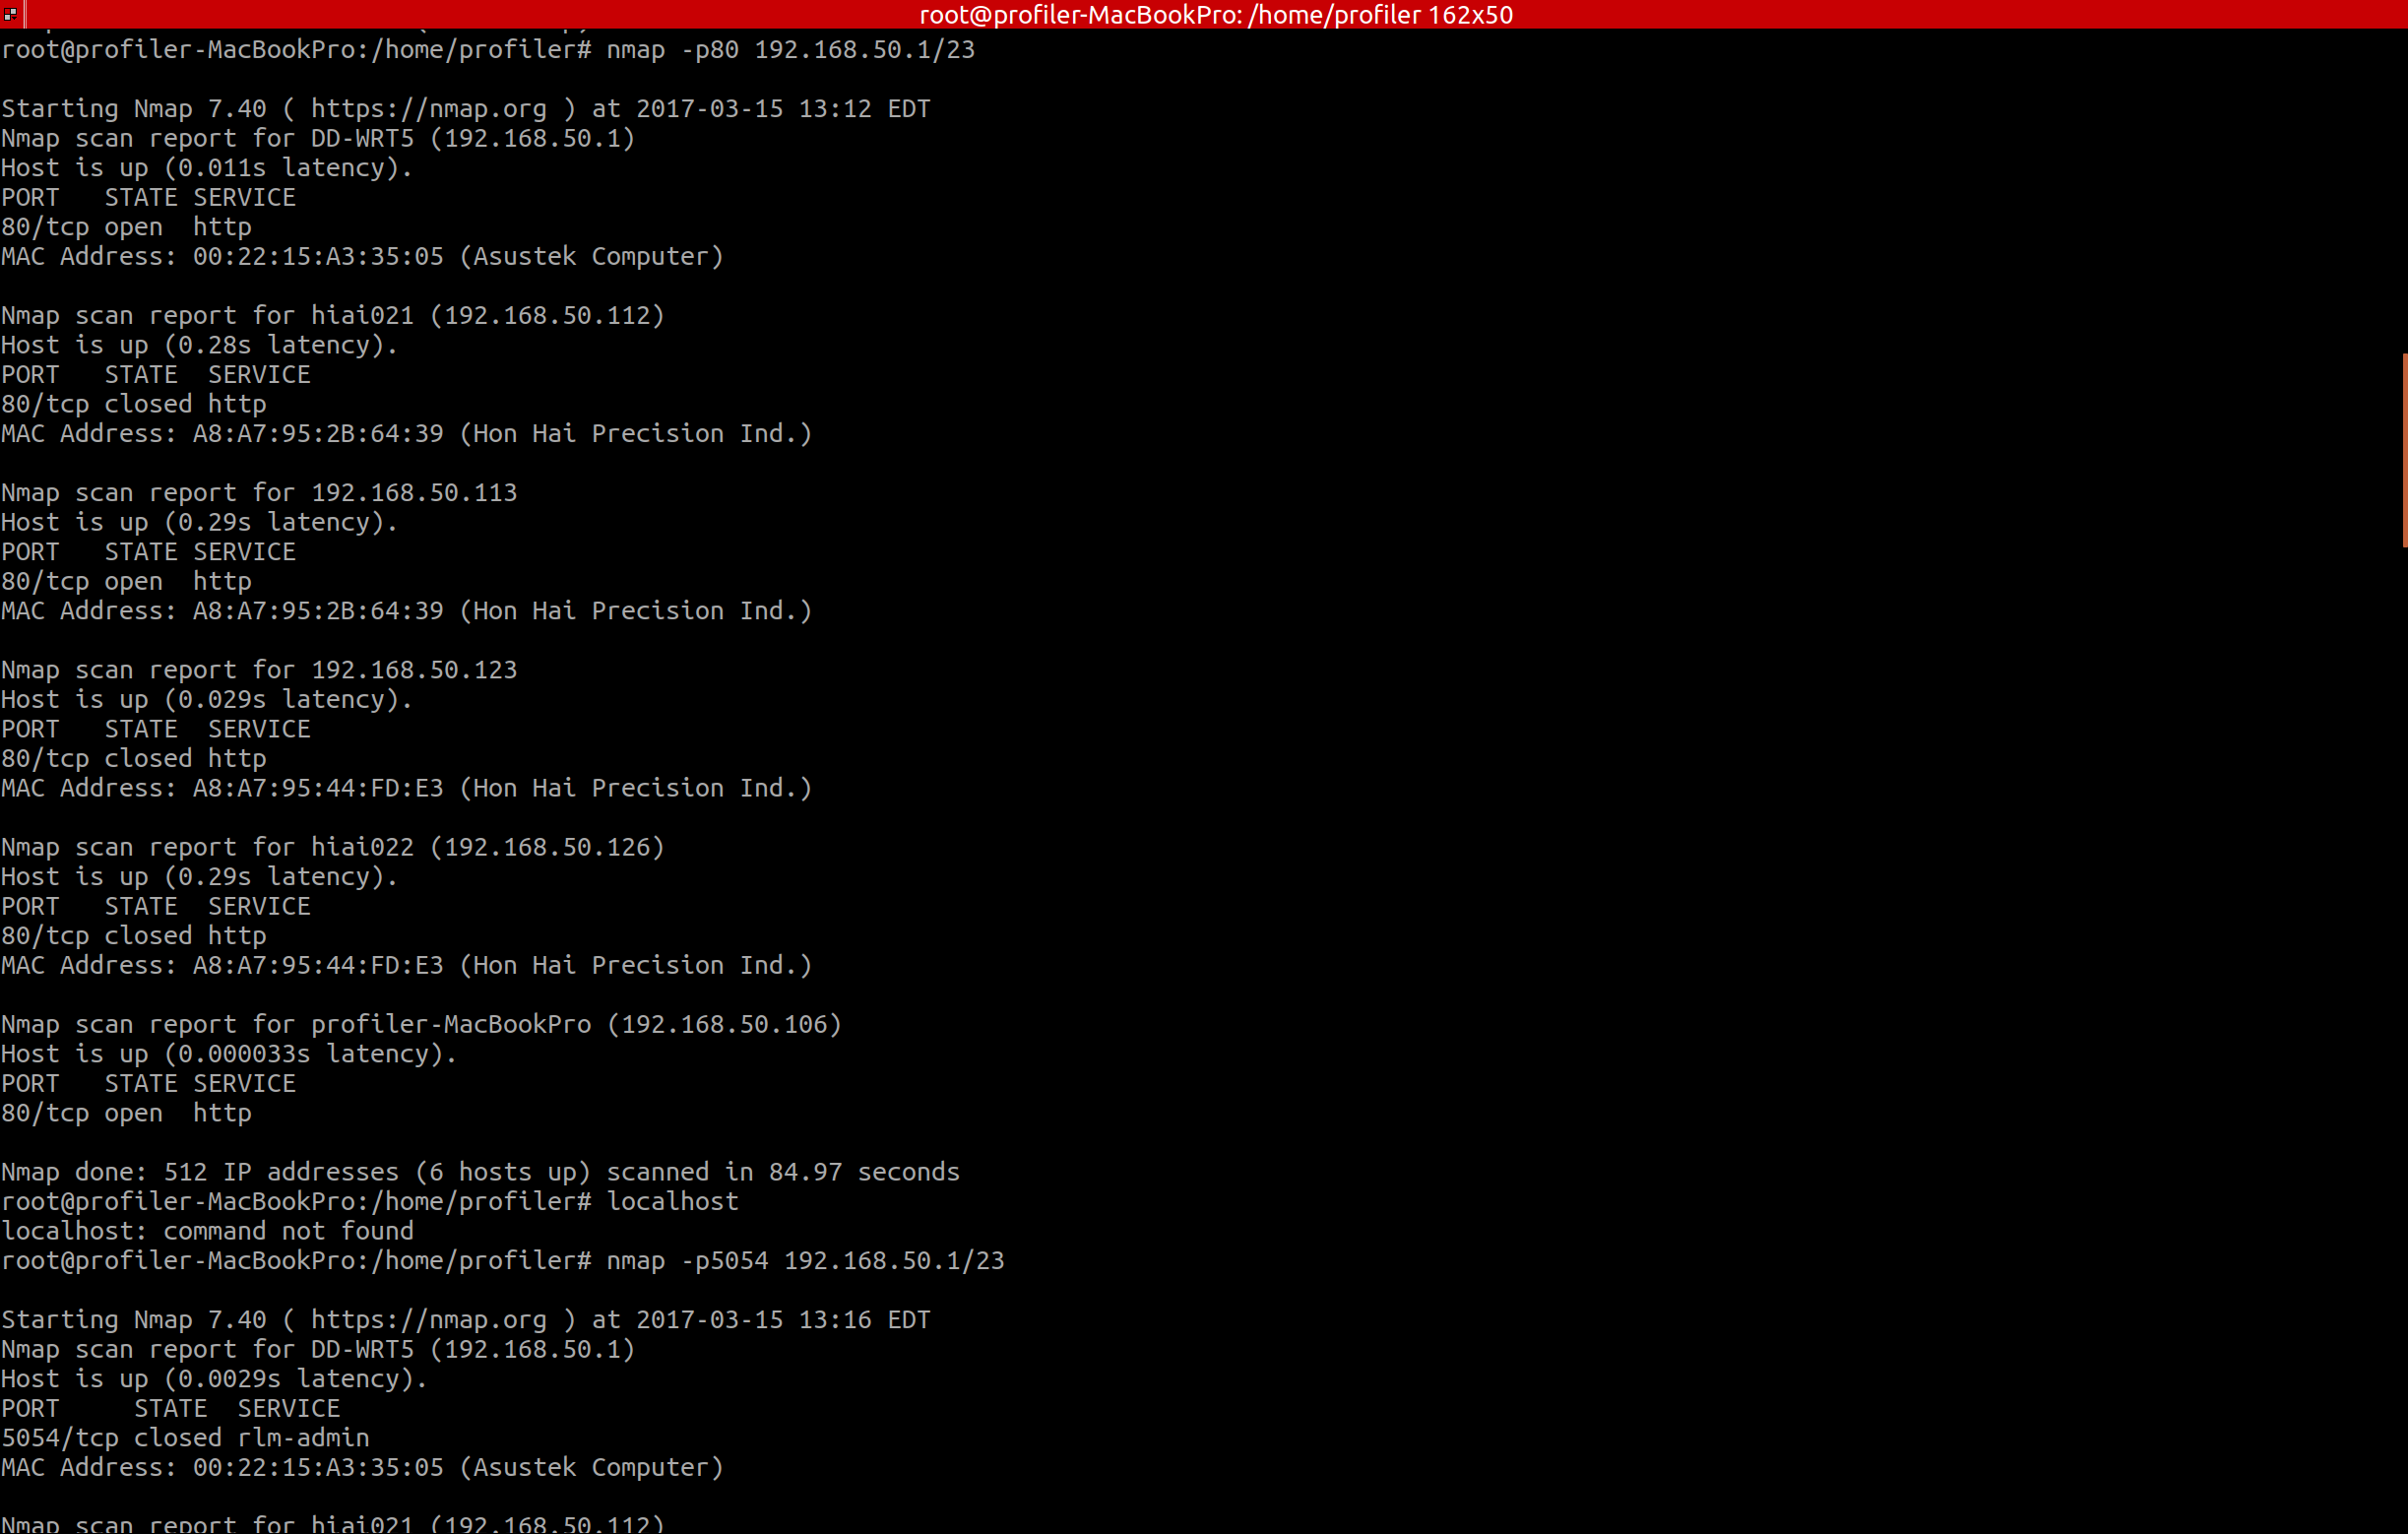 root@profiler-MacBookPro: /home/profiler 162x50
root@profiler-MacBookPro:/home/profiler# nmap -p80 192.168.50.1/23
Starting Nmap 7.40 ( https://nmap.org ) at 2017-03-15 13:12 EDT
Nmap scan report for DD-WRT5 (192.168.50.1)
Host is up (0.011s latency).
PORT   STATE SERVICE
80/tcp open  http
MAC Address: 00:22:15:A3:35:05 (Asustek Computer)
Nmap scan report for hiai021 (192.168.50.112)
Host is up (0.28s latency).
PORT   STATE  SERVICE
80/tcp closed http
MAC Address: A8:A7:95:2B:64:39 (Hon Hai Precision Ind.)
Nmap scan report for 192.168.50.113
Host is up (0.29s latency).
PORT   STATE SERVICE
80/tcp open  http
MAC Address: A8:A7:95:2B:64:39 (Hon Hai Precision Ind.)
Nmap scan report for 192.168.50.123
Host is up (0.029s latency).
PORT   STATE  SERVICE
80/tcp closed http
MAC Address: A8:A7:95:44:FD:E3 (Hon Hai Precision Ind.)
Nmap scan report for hiai022 (192.168.50.126)
Host is up (0.29s latency).
PORT   STATE  SERVICE
80/tcp closed http
MAC Address: A8:A7:95:44:FD:E3 (Hon Hai Precision Ind.)
Nmap scan report for profiler-MacBookPro (192.168.50.106)
Host is up (0.000033s latency).
PORT   STATE SERVICE
80/tcp open  http
Nmap done: 512 IP addresses (6 hosts up) scanned in 84.97 seconds
root@profiler-MacBookPro:/home/profiler# localhost
localhost: command not found
root@profiler-MacBookPro:/home/profiler# nmap -p5054 192.168.50.1/23
Starting Nmap 7.40 ( https://nmap.org ) at 2017-03-15 13:16 EDT
Nmap scan report for DD-WRT5 (192.168.50.1)
Host is up (0.0029s latency).
PORT     STATE  SERVICE
5054/tcp closed rlm-admin
MAC Address: 00:22:15:A3:35:05 (Asustek Computer)
Nmap scan report for hiai021 (192.168.50.112)